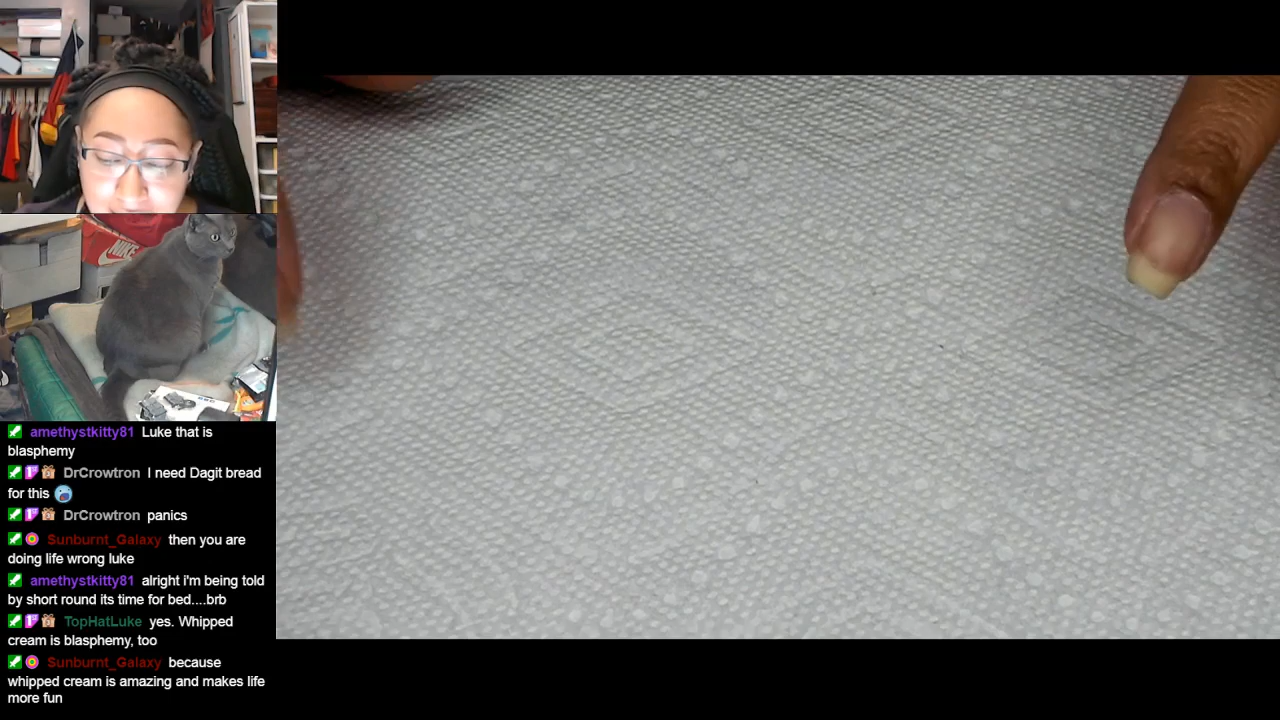 NIKE
amethystkitty81 Luke that is
blasphemy
DrCrowtron I need Dagit bread
for this
DrCrowtron panics
Sunburnt_Galaxy then you are
doing life wrong luke
amethystkitty81 alright i'm being told
by short round its time for bed....brb
TopHatLuke yes. Whipped
cream is blasphemy, too
Sunburnt_Galaxy because
whipped cream is amazing and makes life
more fun